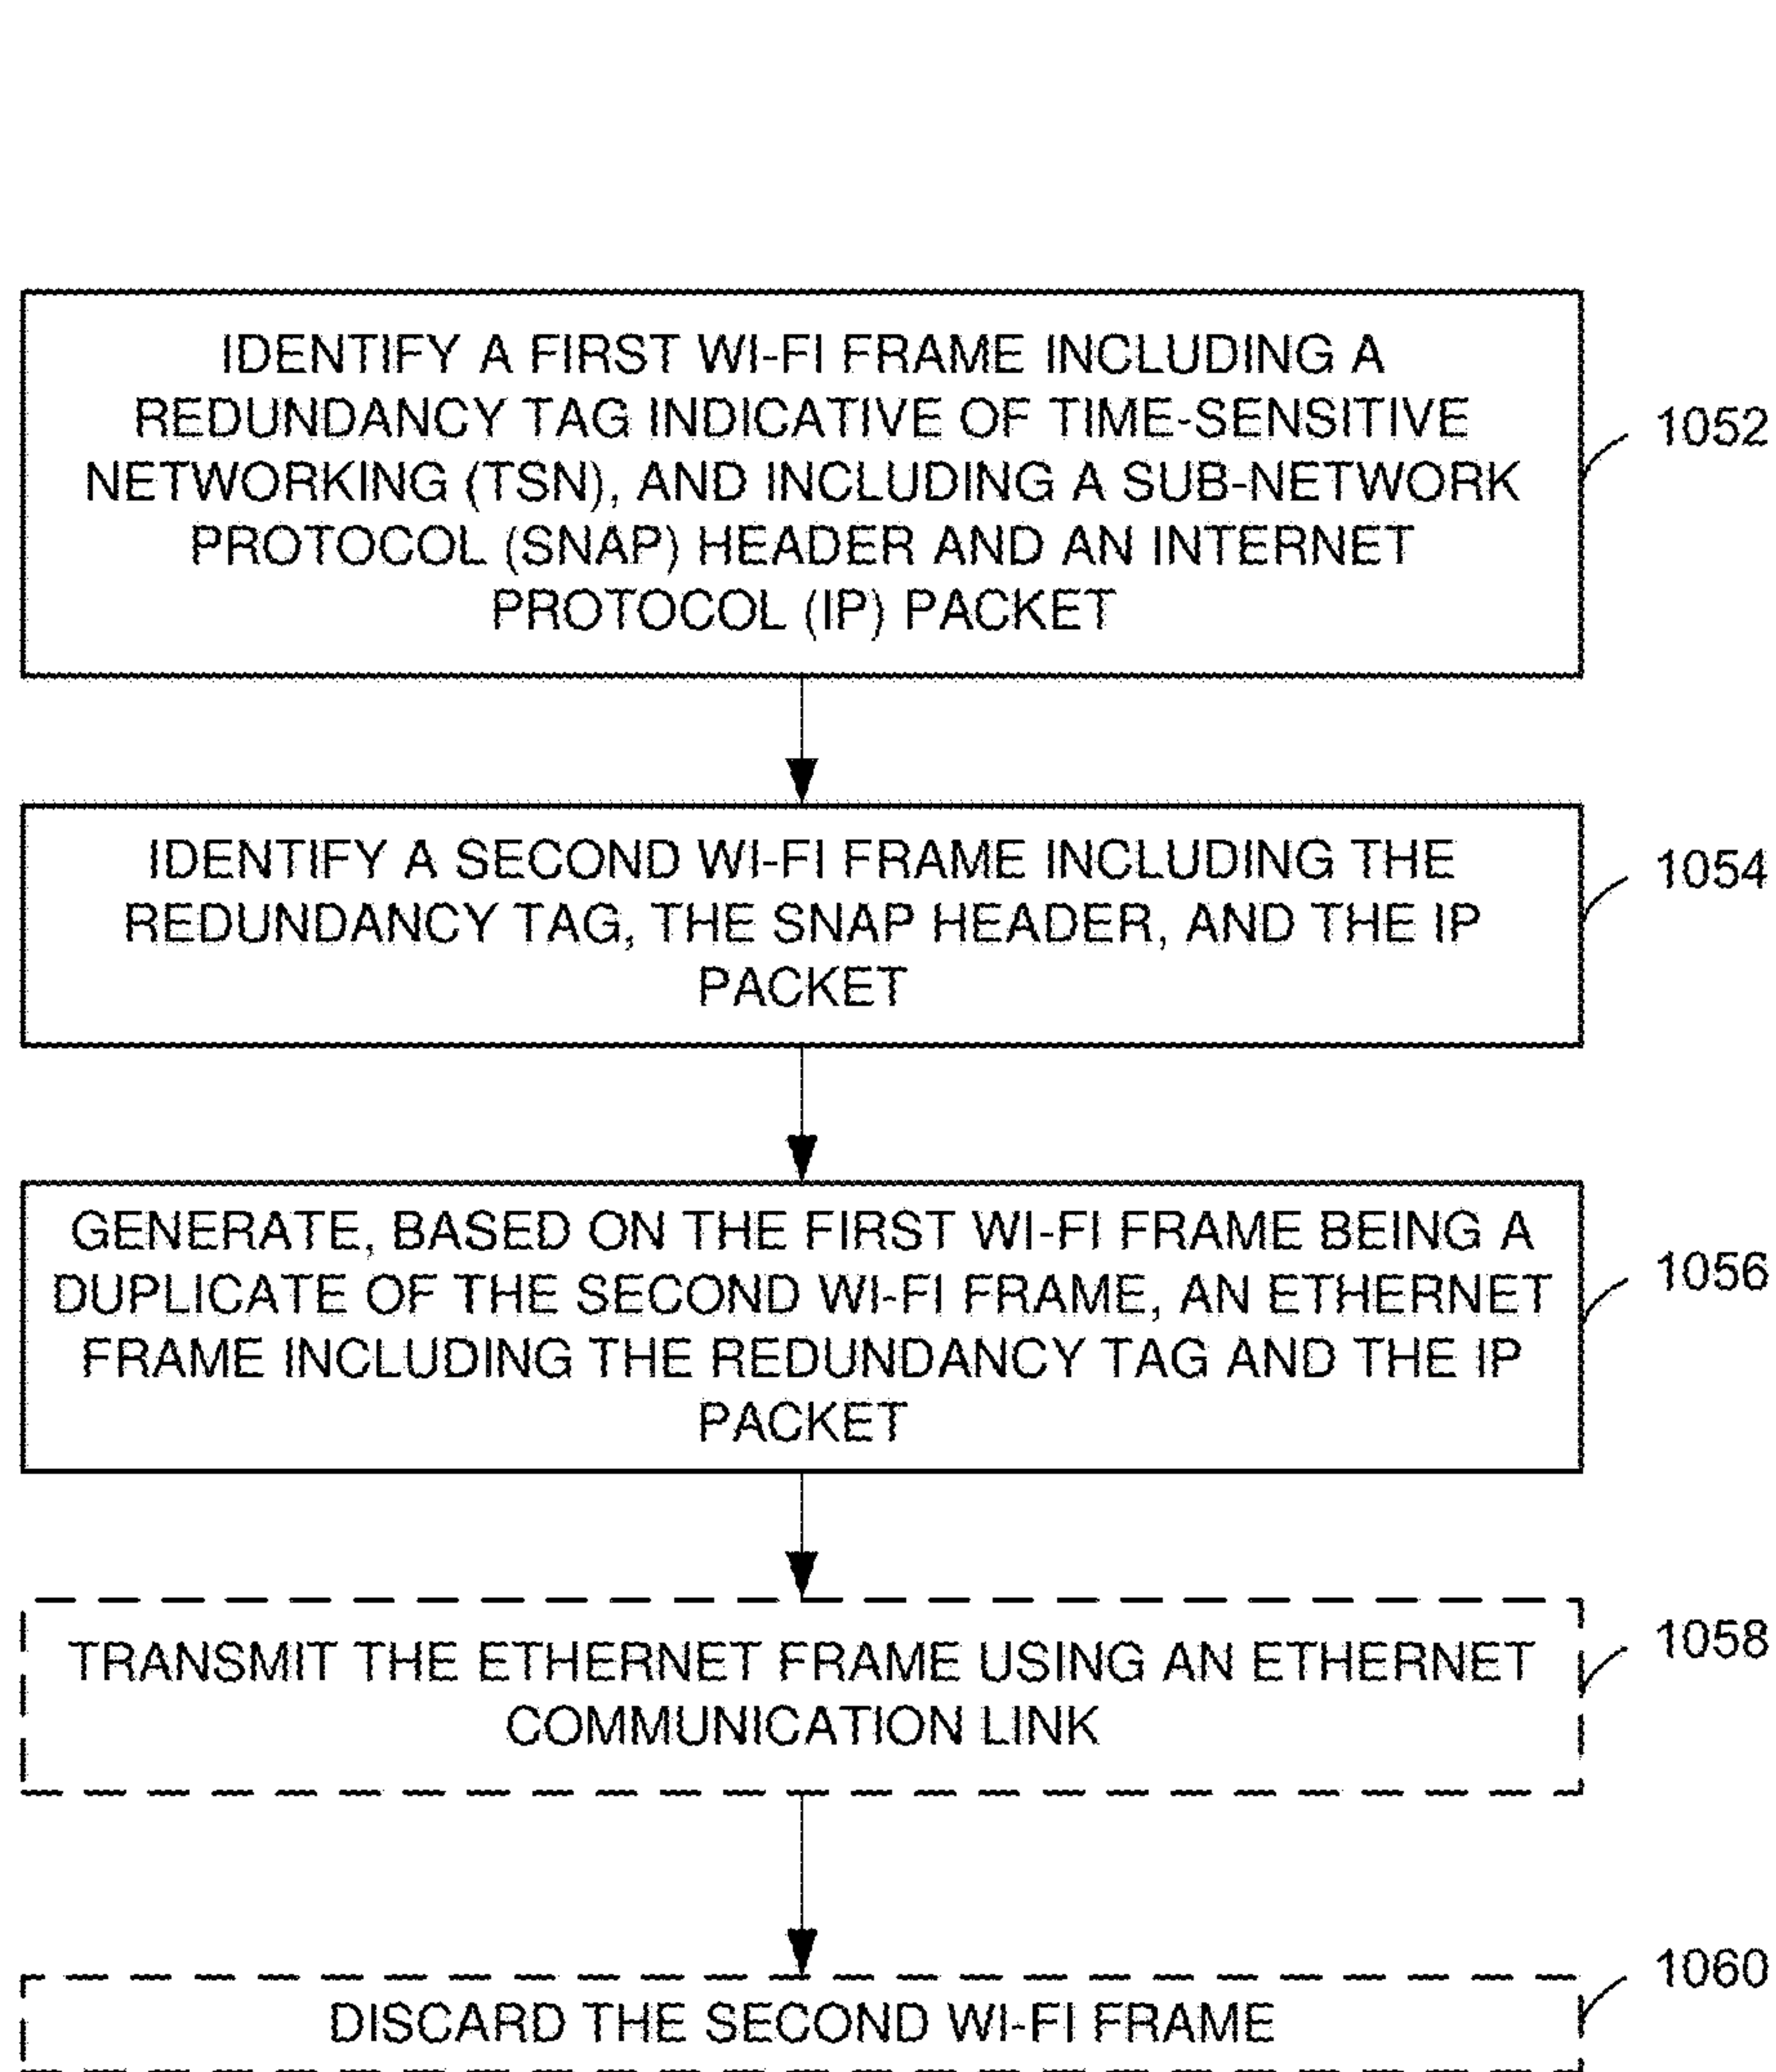 IDENTIFY A FIRST WI-FI FRAME INCLUDING A
REDUNDANCY TAG INDICATIVE OF TIME-SENSITIVE
NETWORKING (TSN), AND INCLUDING A SUB-NETWORK
PROTOCOL (SNAP) HEADER AND AN INTERNET
PROTOCOL (IP) PACKET
1052
IDENTIFY A SECOND WI-FI FRAME INCLUDING THE
REDUNDANCY TAG, THE SNAP HEADER, AND THE IP
PACKET
1054
GENERATE, BASED ON THE FIRST WI-FI FRAME BEING A
DUPLICATE OF THE SECOND WI-FI FRAME, AN ETHERNET
FRAME INCLUDING THE REDUNDANCY TAG AND THE IP
PACKET
1056
TRANSMIT THE ETHERNET FRAME USING AN ETHERNET
COMMUNICATION LINK
1058
DISCARD THE SECOND WI-FI FRAME
1060